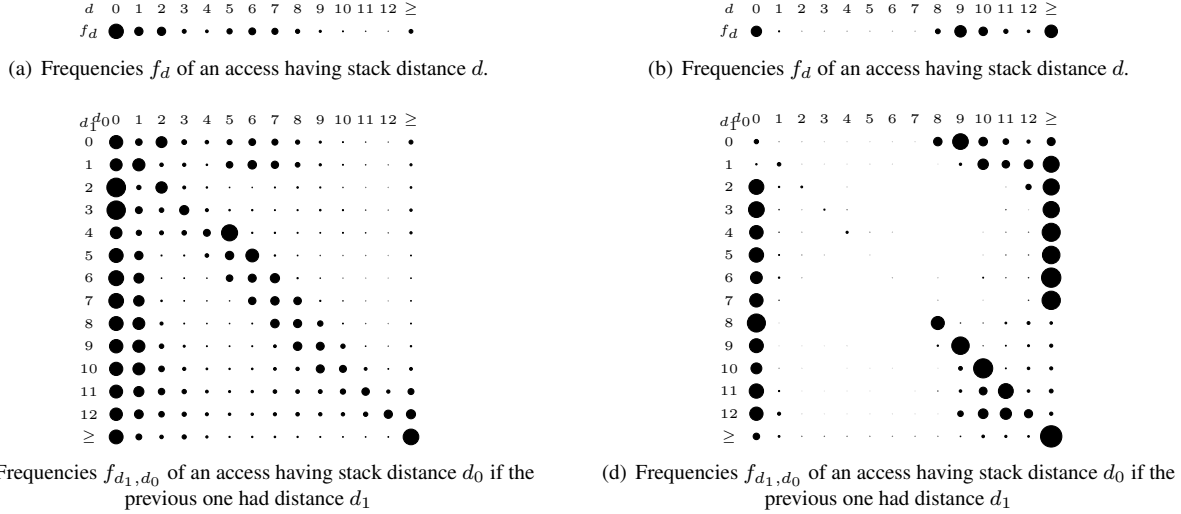 d 0 1 2 3 4 5 6 7 8 9 10 11 12 ≥
f_d
(a) Frequencies f_d of an access having stack distance d.
d_1 d_0 0 1 2 3 4 5 6 7 8 9 10 11 12 ≥
0
1
2
3
4
5
6
7
8
9
10
11
12
≥
Frequencies f_{d_1,d_0} of an access having stack distance d_0 if the
previous one had distance d_1
d 0 1 2 3 4 5 6 7 8 9 10 11 12 ≥
f_d
(b) Frequencies f_d of an access having stack distance d.
d_1 d_0 0 1 2 3 4 5 6 7 8 9 10 11 12 ≥
0
1
2
3
4
5
6
7
8
9
10
11
12
≥
(d) Frequencies f_{d_1,d_0} of an access having stack distance d_0 if the
previous one had distance d_1